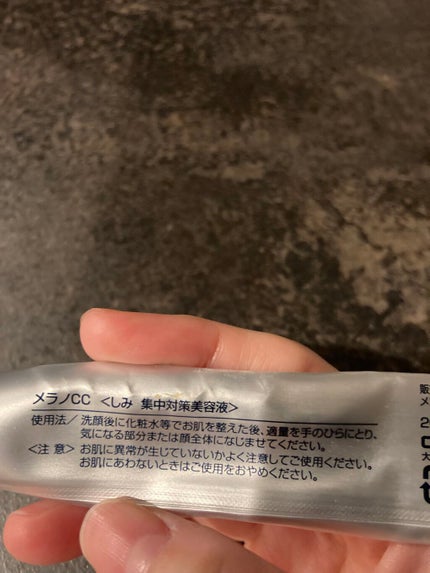 メラノCC <しみ 集中対策美容液>
使用法/洗顔後に化粧水等でお肌を整えた後、適量を手のひらにとり、
気になる部分または顔全体になじませてください。
<注 意>お肌に異常が生じていないかよく注意してご使用ください。
お肌にあわないときはご使用をおやめください。
販
メ
2
大